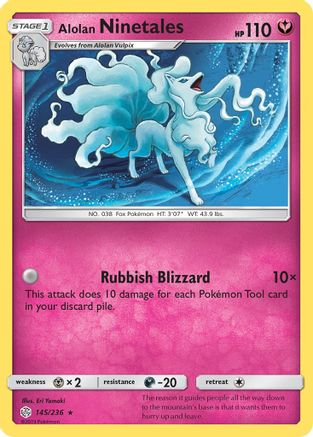 STAGE 1
Alolan Ninetales
HP 110
Evolves from Alolan Vulpix
NO. 038 Fox Pokémon HT: 3'07" WT: 43.9 lbs.
Rubbish Blizzard 10×
This attack does 10 damage for each Pokémon Tool card
in your discard pile.
weakness × 2 resistance -20 retreat
Illus. Eri Yamaki
145/236 ★
©2019 Pokémon
The reason it guides people all the way down
to the mountain's base is that it wants them to
hurry up and leave.